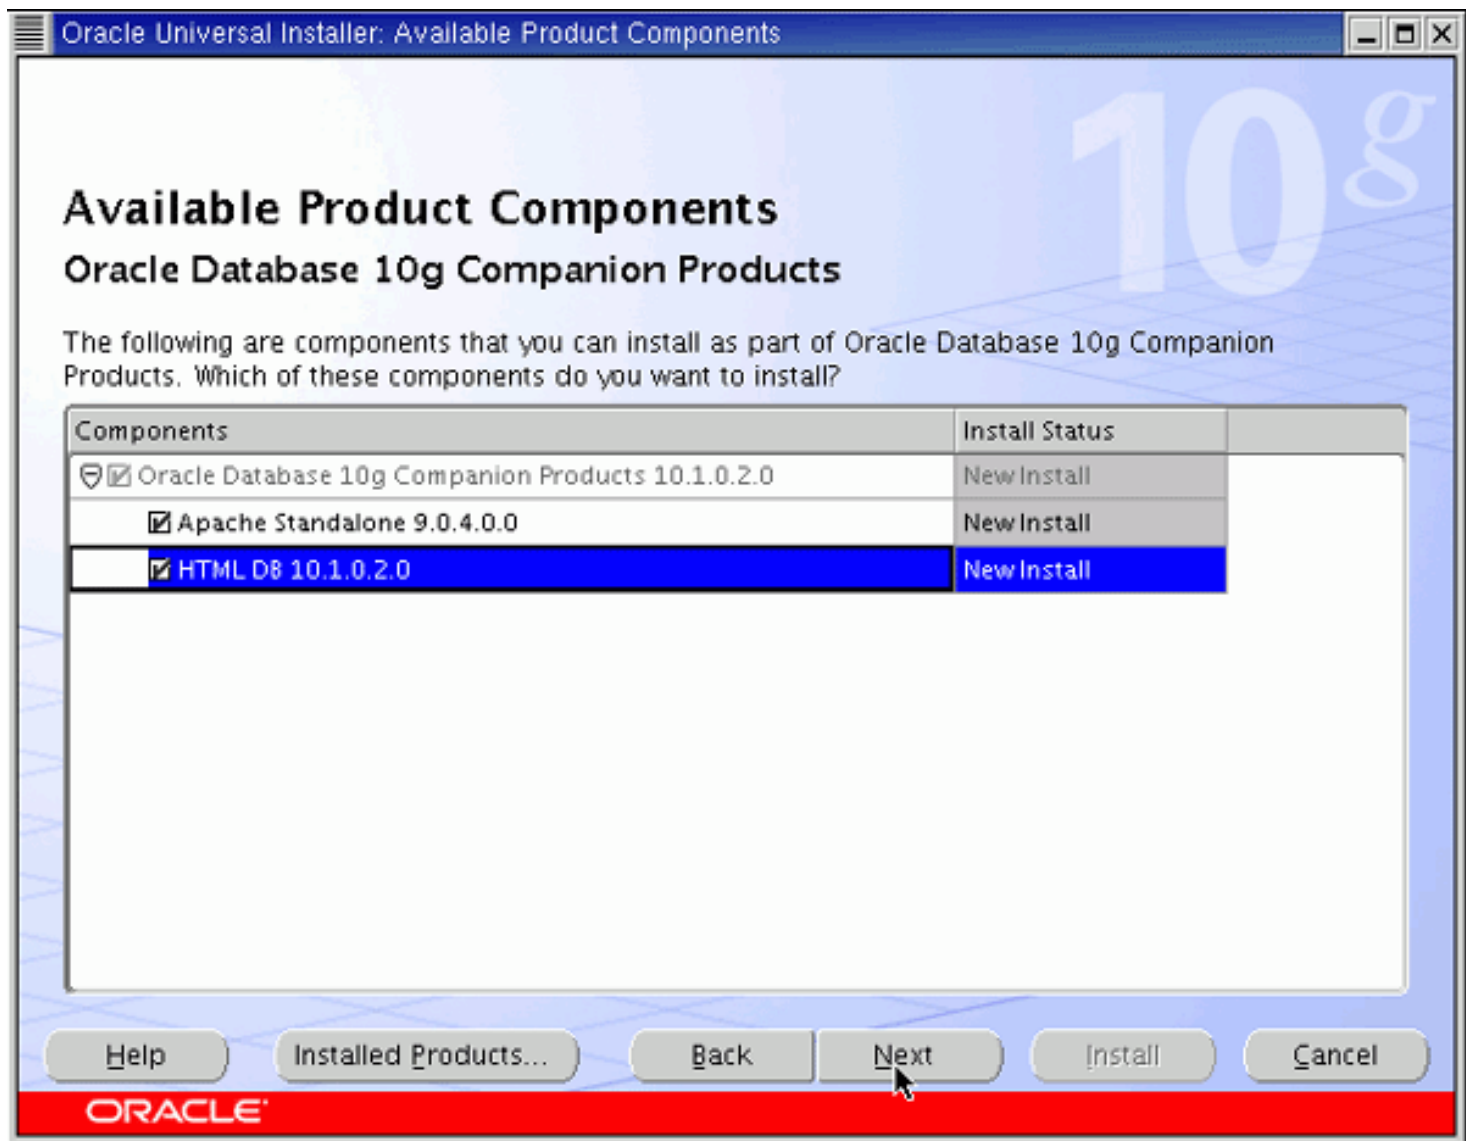 Oracle Universal Installer: Available Product Components
10g
Available Product Components
Oracle Database 10g Companion Products
The following are components that you can install as part of Oracle Database 10g Companion
Products. Which of these components do you want to install?
Components Install Status
Oracle Database 10g Companion Products 10.1.0.2.0 New Install
Apache Standalone 9.0.4.0.0 New Install
HTML DB 10.1.0.2.0 New Install
Help Installed Products... Back Next Install Cancel
ORACLE